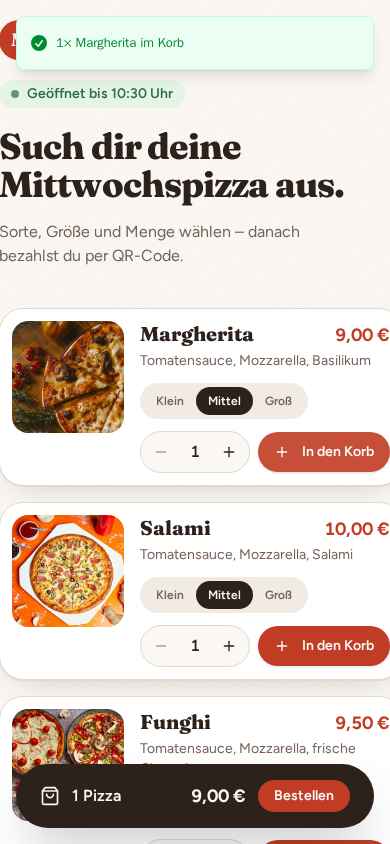 1× Margherita im Korb
Geöffnet bis 10:30 Uhr
Such dir deine
Mittwochspizza aus.
Sorte, Größe und Menge wählen – danach
bezahlst du per QR-Code.
Margherita 9,00 €
Tomatensauce, Mozzarella, Basilikum
Klein Mittel Groß
− 1 + + In den Korb
Salami 10,00 €
Tomatensauce, Mozzarella, Salami
Klein Mittel Groß
− 1 + + In den Korb
Funghi 9,50 €
Tomatensauce, Mozzarella, frische
1 Pizza 9,00 € Bestellen